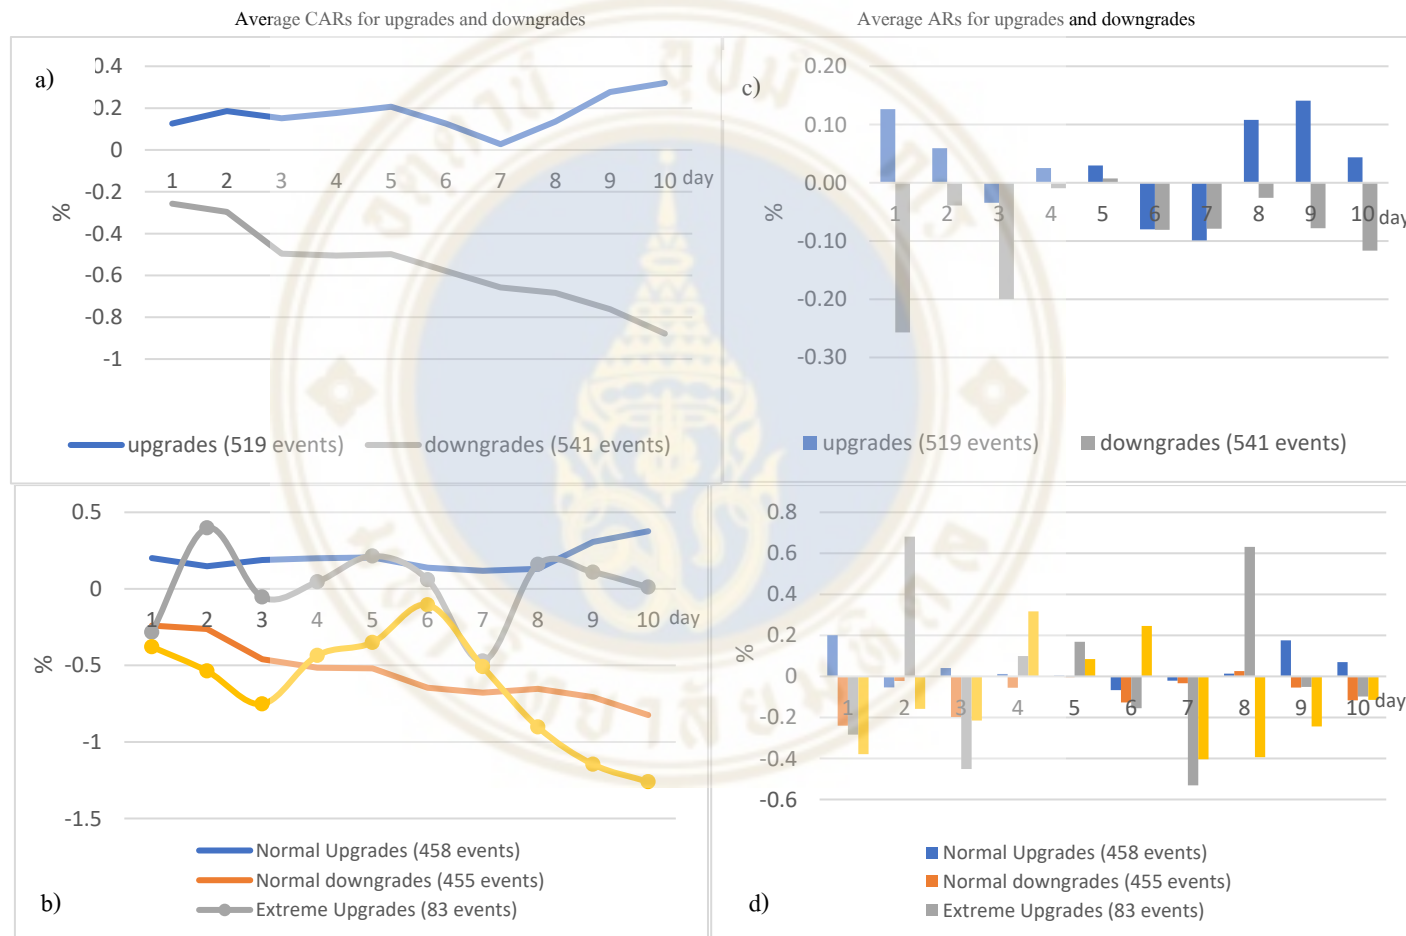 Average CARs for upgrades and downgrades
Average ARs for upgrades and downgrades
a)
0.4
0.2
0
-0.2
-0.4
-0.6
-0.8
-1
%
1 2 3 4 5 6 7 8 9 10 day
upgrades (519 events) downgrades (541 events)
c)
0.20
0.10
0.00
-0.10
-0.20
-0.30
%
1 2 3 4 5 6 7 8 9 10 day
upgrades (519 events) downgrades (541 events)
0.5
0
-0.5
-1
-1.5
%
1 2 3 4 5 6 7 8 9 10 day
Normal Upgrades (458 events)
Normal downgrades (455 events)
Extreme Upgrades (83 events)
b)
0.8
0.6
0.4
0.2
0
-0.2
-0.4
-0.6
%
1 2 3 4 5 6 7 8 9 10 day
Normal Upgrades (458 events)
Normal downgrades (455 events)
Extreme Upgrades (83 events)
d)